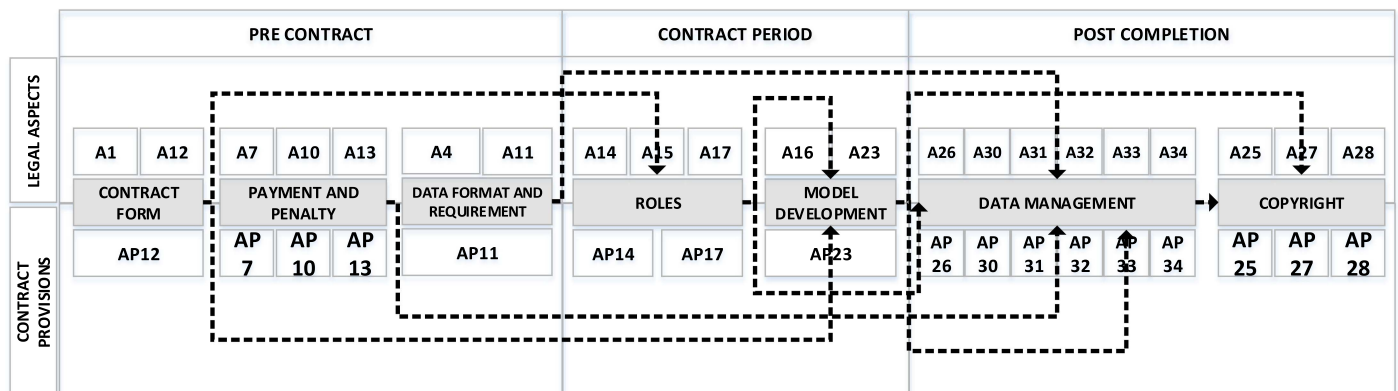 PRE CONTRACT
CONTRACT PERIOD
POST COMPLETION
LEGAL ASPECTS
A1
A12
A7
A10
A13
A4
A11
A14
A15
A17
A16
A23
A26
A30
A31
A32
A33
A34
A25
A27
A28
CONTRACT
FORM
PAYMENT AND
PENALTY
DATA FORMAT AND
REQUIREMENT
ROLES
MODEL
DEVELOPMENT
DATA MANAGEMENT
COPYRIGHT
CONTRACT
PROVISIONS
AP12
AP
7
AP
10
AP
13
AP11
AP14
AP17
AP23
AP
26
AP
30
AP
31
AP
32
AP
33
AP
34
AP
25
AP
27
AP
28